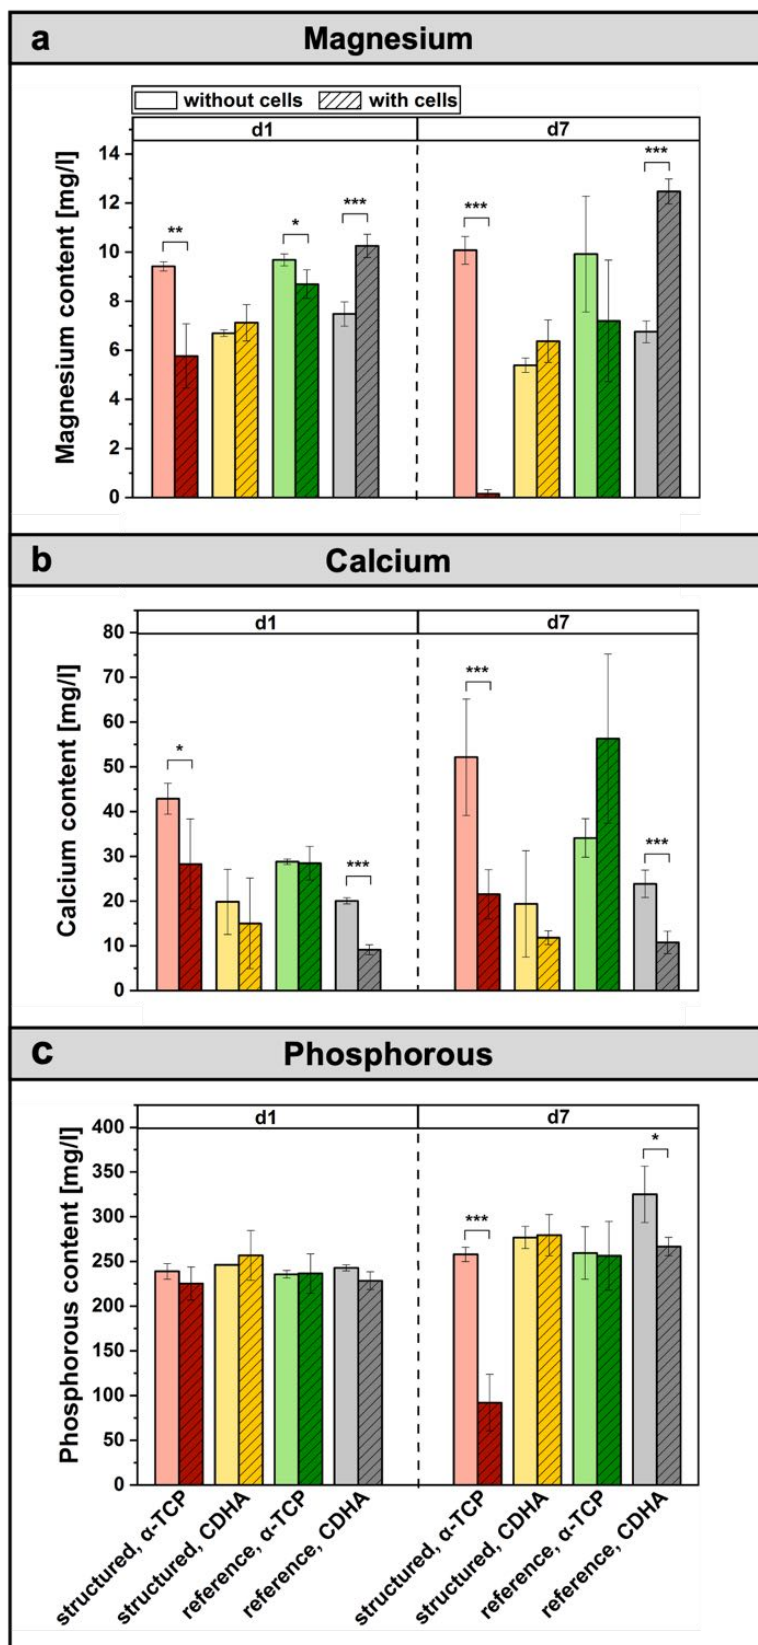 a Magnesium
without cells with cells
d1 d7
Magnesium content [mg/l]
14
12
10
8
6
4
2
0
** * *** *** ***
b Calcium
d1 d7
Calcium content [mg/l]
80
70
60
50
40
30
20
10
0
* *** *** ***
c Phosphorous
d1 d7
Phosphorous content [mg/l]
400
350
300
250
200
150
100
50
0
*** *
structured, α-TCP
structured, CDHA
reference, α-TCP
reference, CDHA
structured, α-TCP
structured, CDHA
reference, α-TCP
reference, CDHA